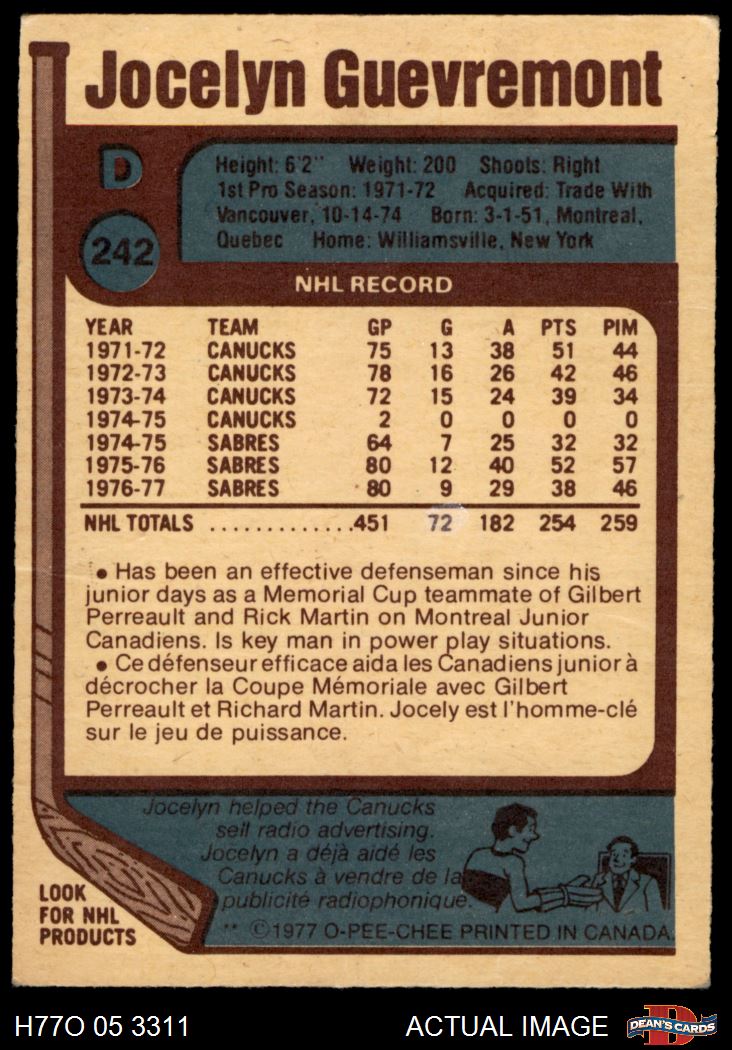 Jocelyn Guevremont
D
242
Height: 6'2" Weight: 200 Shoots: Right
1st Pro Season: 1971-72 Acquired: Trade With
Vancouver, 10-14-74 Born: 3-1-51, Montreal,
Quebec Home: Williamsville, New York
NHL RECORD
YEAR TEAM GP G A PTS PIM
1971-72 CANUCKS 75 13 38 51 44
1972-73 CANUCKS 78 16 26 42 46
1973-74 CANUCKS 72 15 24 39 34
1974-75 CANUCKS 2 0 0 0 0
1974-75 SABRES 64 7 25 32 32
1975-76 SABRES 80 12 40 52 57
1976-77 SABRES 80 9 29 38 46
NHL TOTALS .............451 72 182 254 259
• Has been an effective defenseman since his
junior days as a Memorial Cup teammate of Gilbert
Perreault and Rick Martin on Montreal Junior
Canadiens. Is key man in power play situations.
• Ce défenseur efficace aida les Canadiens junior à
décrocher la Coupe Mémoriale avec Gilbert
Perreault et Richard Martin. Jocely est l'homme-clé
sur le jeu de puissance.
Jocelyn helped the Canucks
sell radio advertising.
Jocelyn a déjà aidé les
Canucks à vendre de la
publicité radiophonique.
** ©1977 O-PEE-CHEE PRINTED IN CANADA
LOOK
FOR NHL
PRODUCTS
H77O 05 3311 ACTUAL IMAGE
D
DEAN'S CARDS